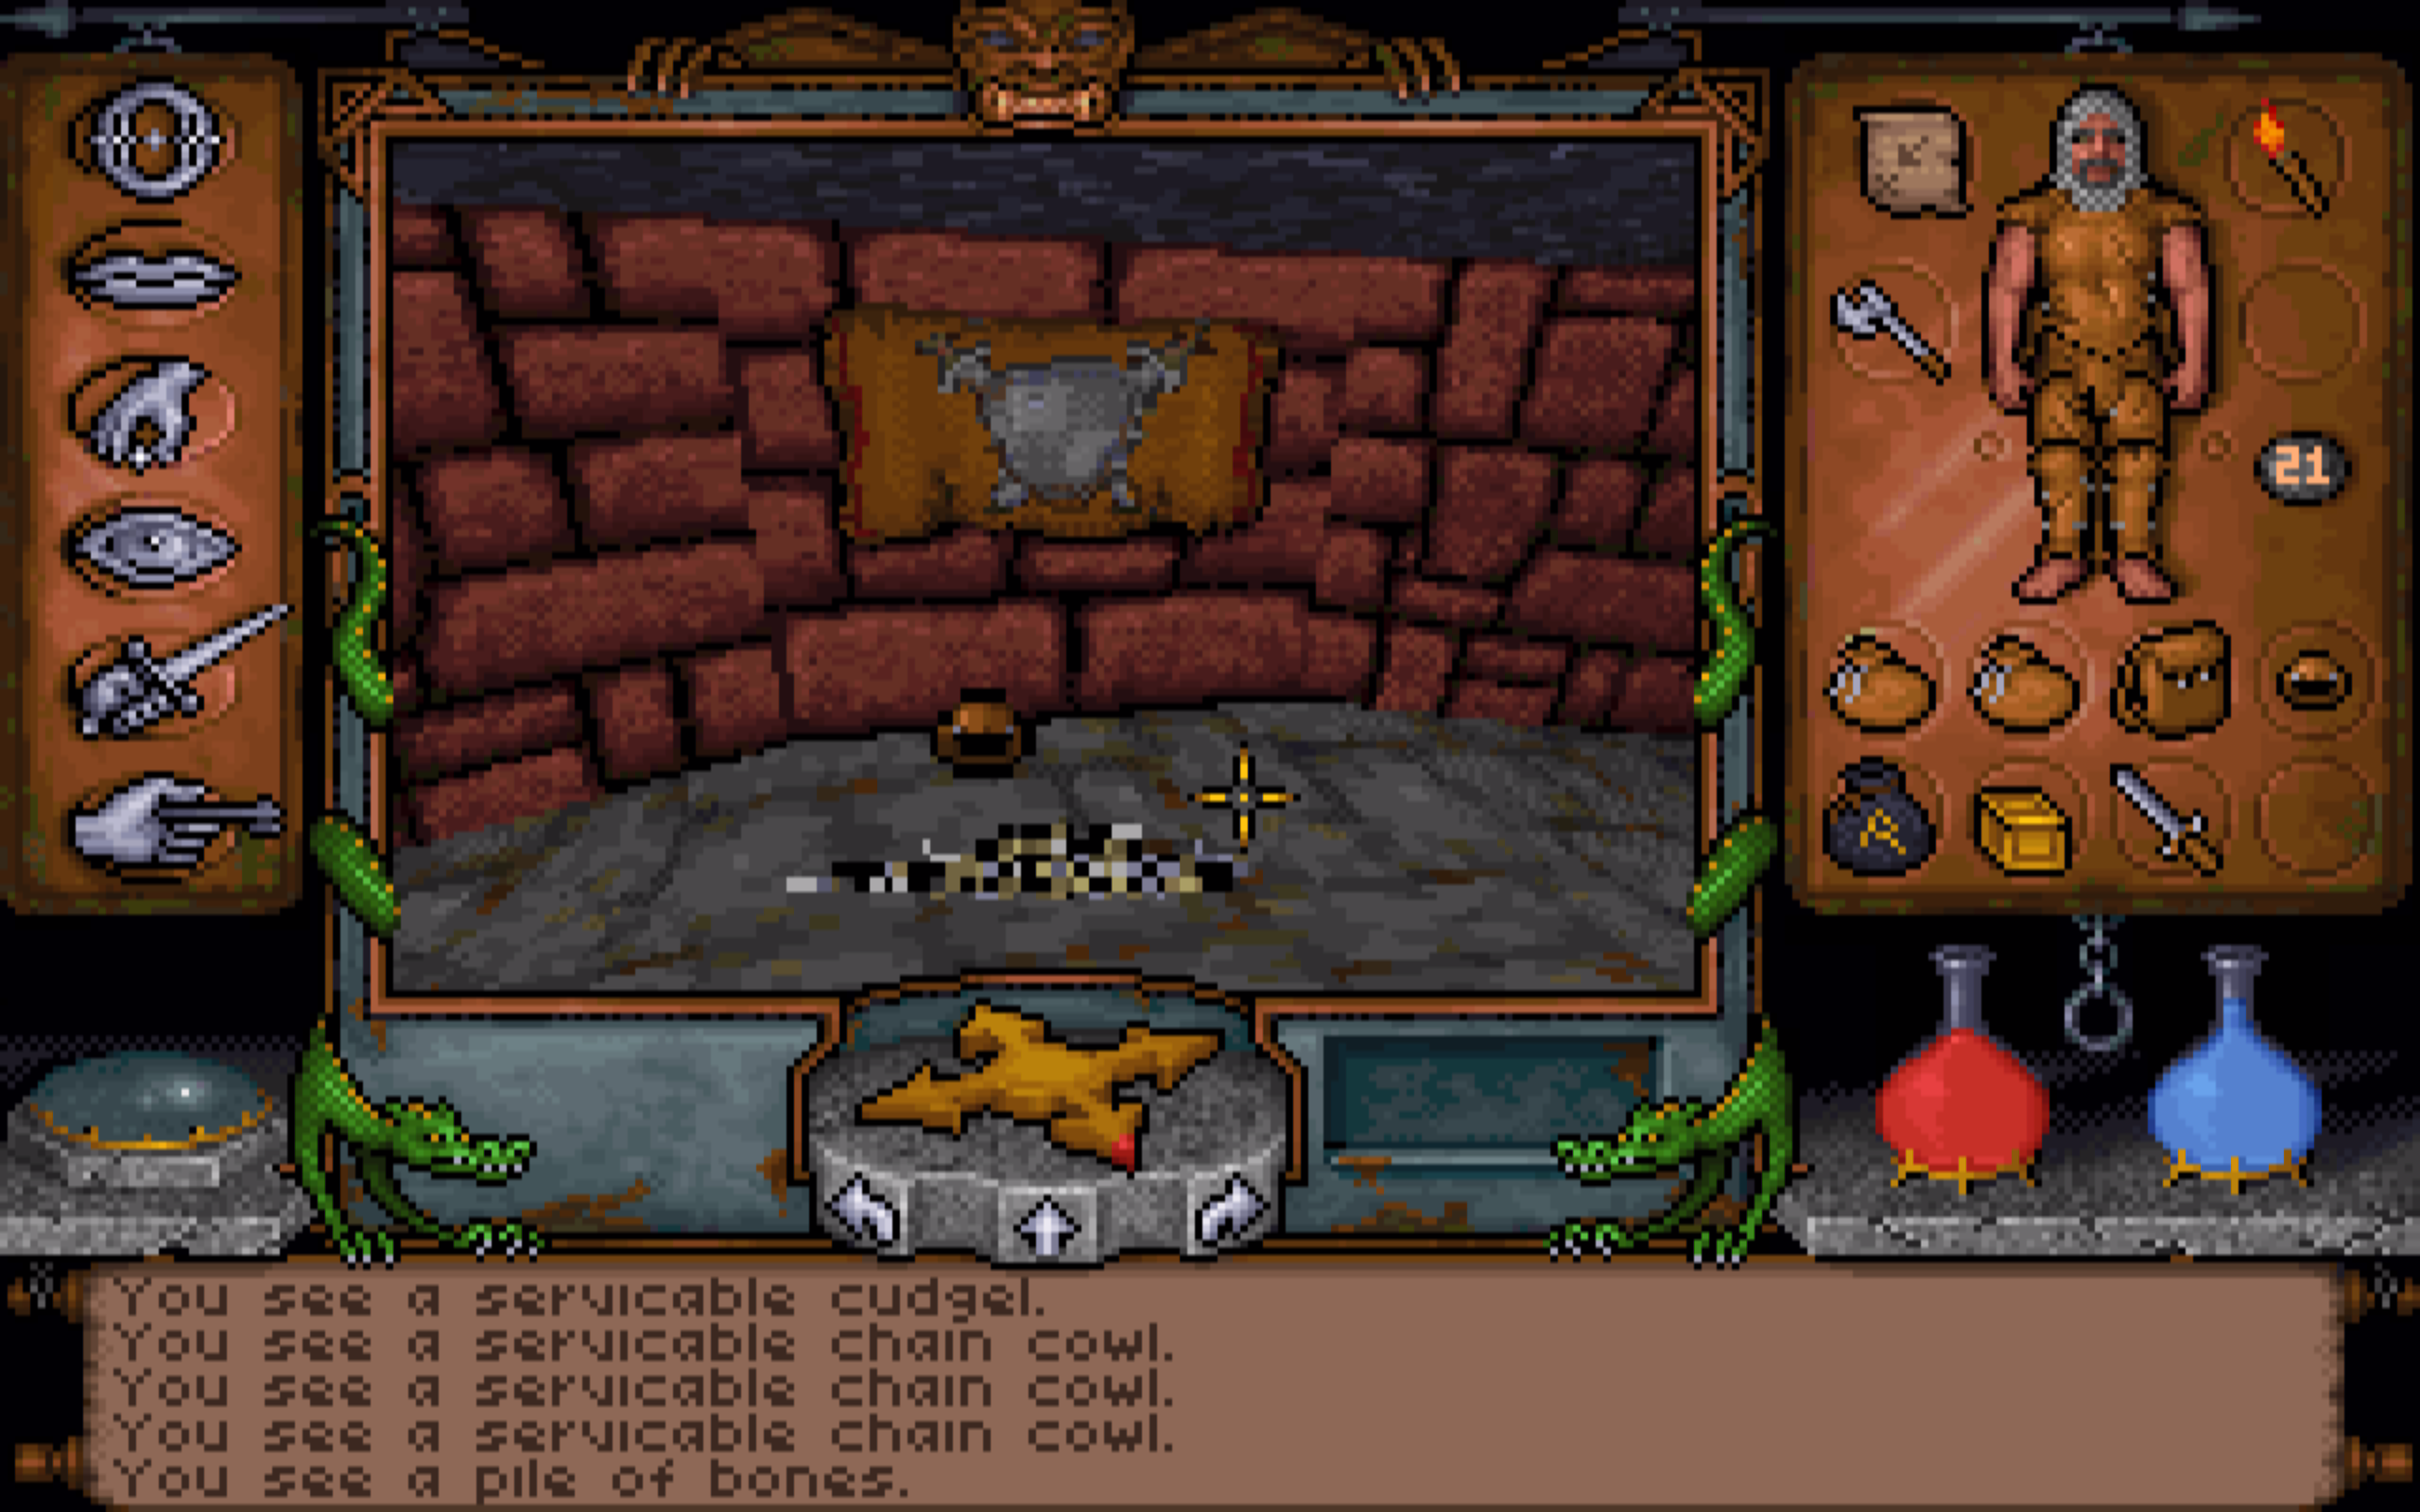 21
You see a servicable cudgel.
You see a servicable chain cowl.
You see a servicable chain cowl.
You see a servicable chain cowl.
You see a pile of bones.